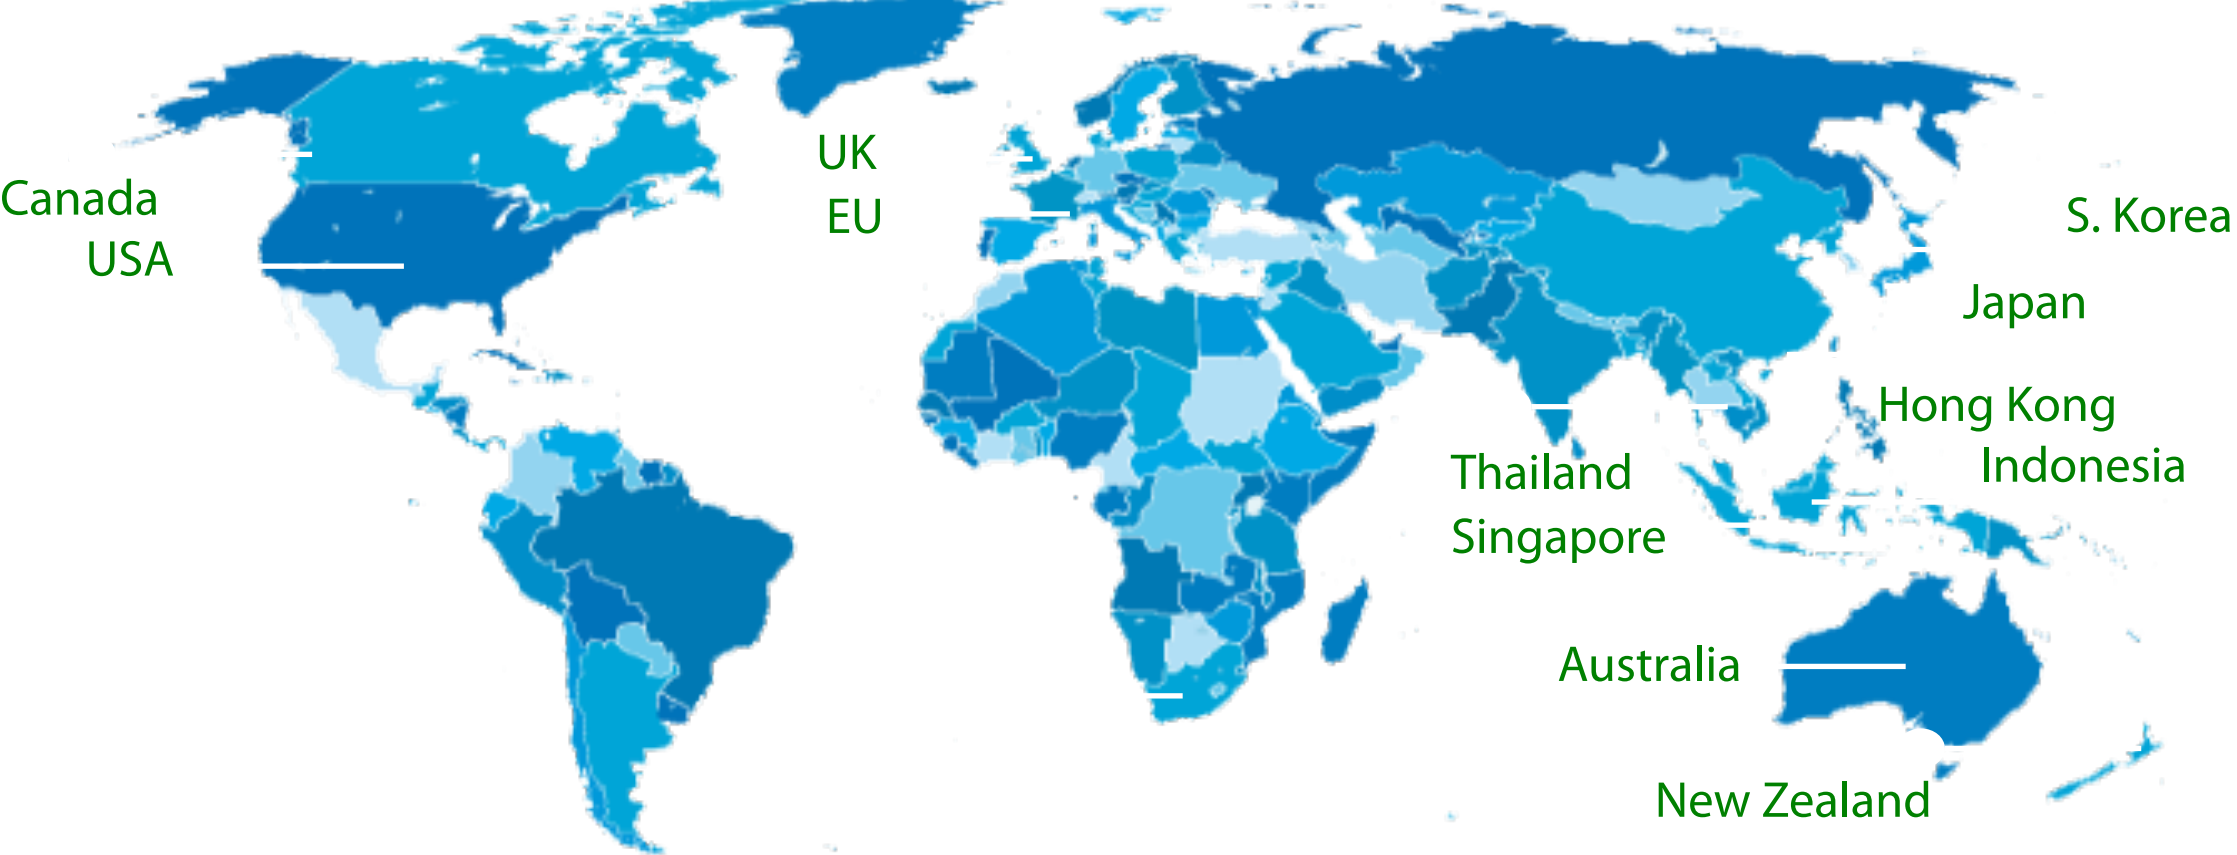 UK
Canada
EU
S. Korea
USA
Japan
Hong Kong
Indonesia
Thailand
Singapore
Australia
New Zealand